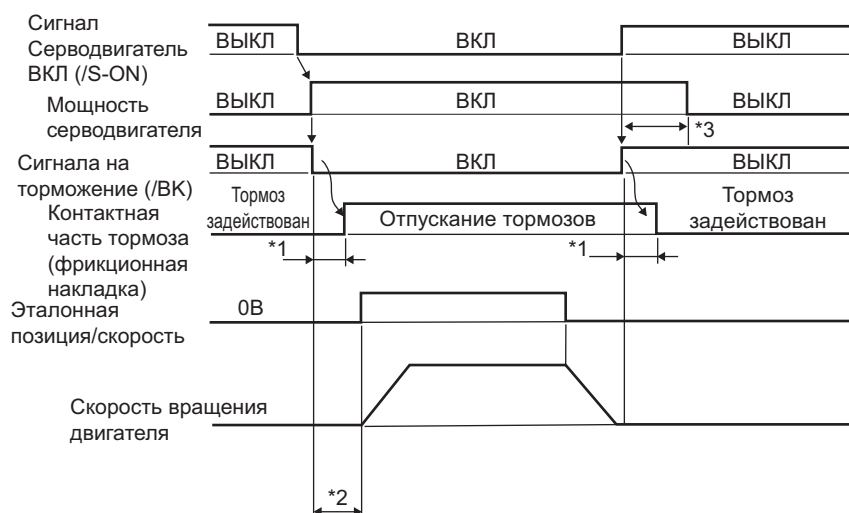 Сигнал
Серводвигатель
ВКЛ (/S-ON)
ВЫКЛ
ВКЛ
ВЫКЛ
Мощность
серводвигателя
ВЫКЛ
ВКЛ
ВЫКЛ
*3
Сигнала на
торможение (/BK)
ВЫКЛ
ВКЛ
ВЫКЛ
Контактная
часть тормоза
(фрикционная
накладка)
Тормоз
задействован
Отпускание тормозов
Тормоз
задействован
*1
*1
Эталонная
позиция/скорость
0В
Скорость вращения
двигателя
*2